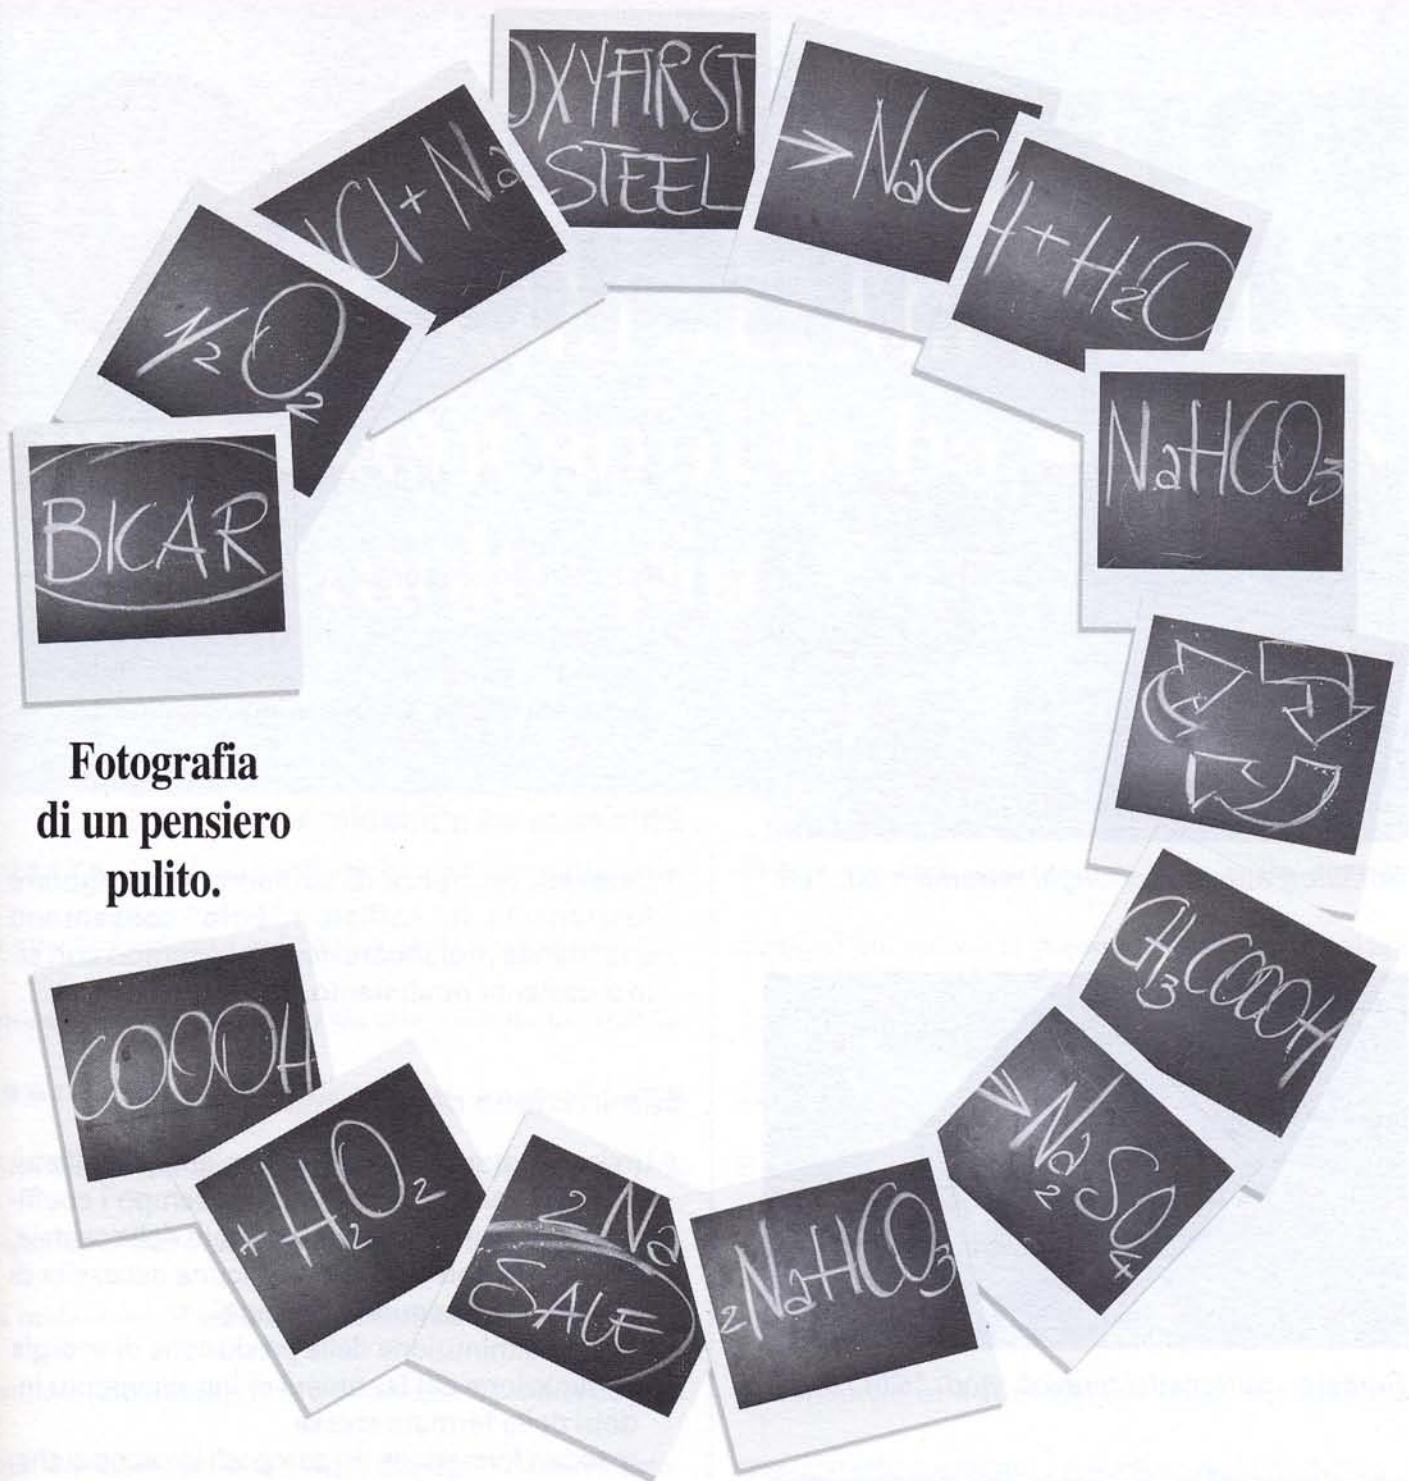 OXYFIRST
STEEL
→NaC
+H₂O
NaHCO₃
CH₃COOOH
→Na₂SO₄
2NaHCO₃
2Na
SALE
+H₂O₂
COOOH
BICAR
½O₂
Cl+Na
Fotografia
di un pensiero
pulito.